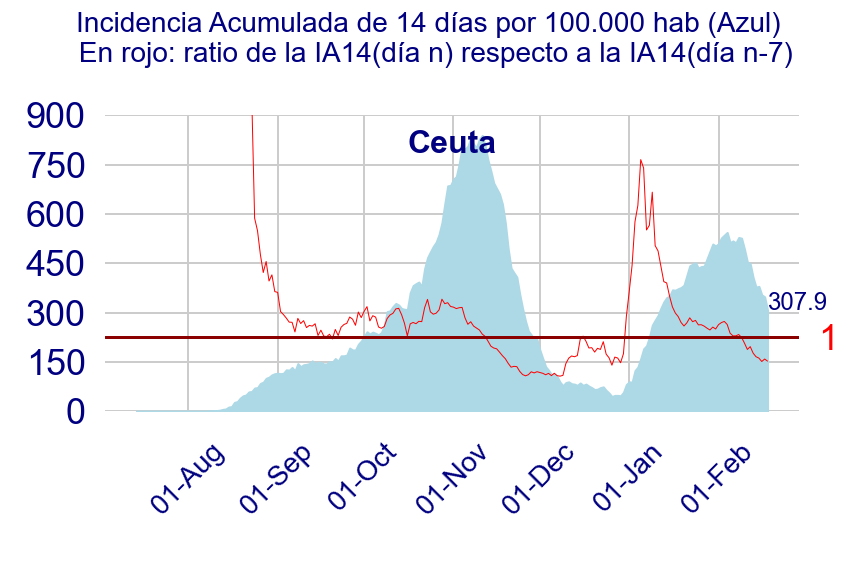 Incidencia Acumulada de 14 días por 100.000 hab (Azul)
En rojo: ratio de la IA14(día n) respecto a la IA14(día n-7)
Ceuta
900
750
600
450
300
150
0
307.9
1
01-Aug
01-Sep
01-Oct
01-Nov
01-Dec
01-Jan
01-Feb